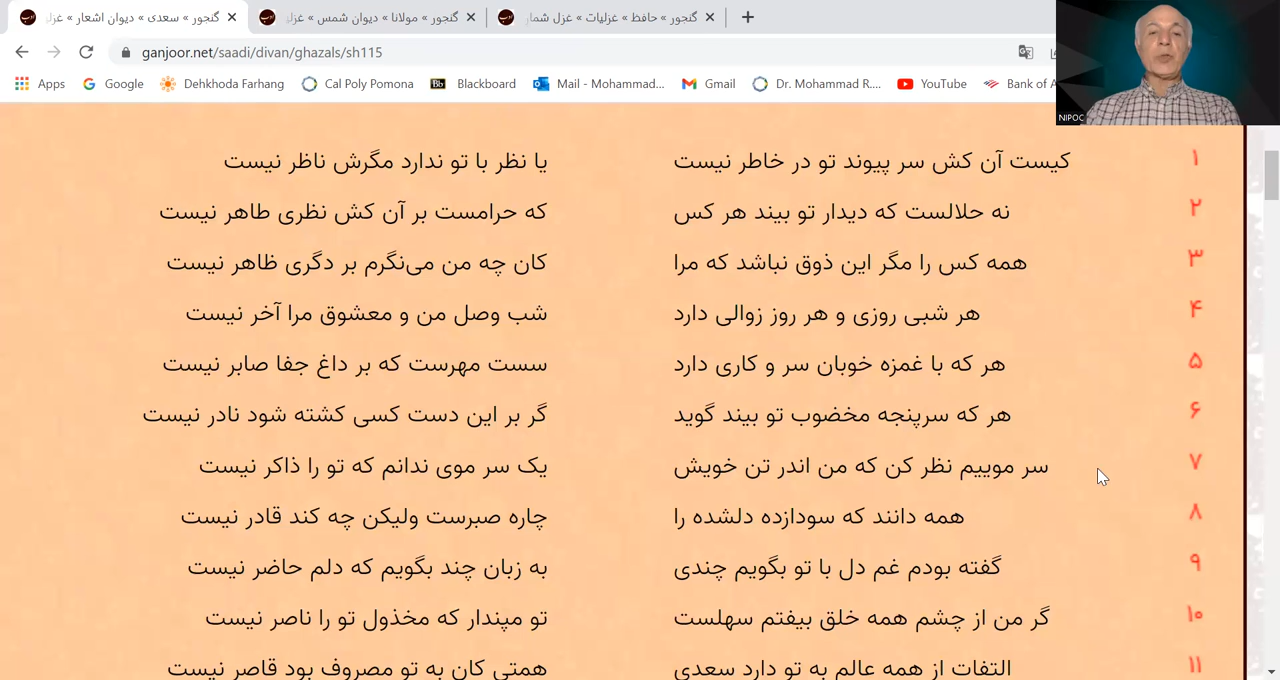 گنجور » سعدی » دیوان اشعار » غزل
گنجور » مولانا » دیوان شمس » غزلی
گنجور » حافظ » غزلیات » غزل شمار
ganjoor.net/saadi/divan/ghazals/sh115
Apps Google Dehkhoda Farhang Cal Poly Pomona Blackboard Mail - Mohammad... Gmail Dr. Mohammad R.... YouTube Bank of A
NIPOC
۱ کیست آن کش سر پیوند تو در خاطر نیست یا نظر با تو ندارد مگرش ناظر نیست
۲ نه حلالست که دیدار تو بیند هر کس که حرامست بر آن کش نظری طاهر نیست
۳ همه کس را مگر این ذوق نباشد که مرا کان چه من می‌نگرم بر دگری ظاهر نیست
۴ هر شبی روزی و هر روز زوالی دارد شب وصل من و معشوق مرا آخر نیست
۵ هر که با غمزه خوبان سر و کاری دارد سست مهرست که بر داغ جفا صابر نیست
۶ هر که سرپنجه مخضوب تو بیند گوید گر بر این دست کسی کشته شود نادر نیست
۷ سر موییم نظر کن که من اندر تن خویش یک سر موی ندانم که تو را ذاکر نیست
۸ همه دانند که سودازده دلشده را چاره صبرست ولیکن چه کند قادر نیست
۹ گفته بودم غم دل با تو بگویم چندی به زبان چند بگویم که دلم حاضر نیست
۱۰ گر من از چشم همه خلق بیفتم سهلست تو مپندار که مخذول تو را ناصر نیست
۱۱ التفات از همه عالم به تو دارد سعدی همتی کان به تو مصروف بود قاصر نیست